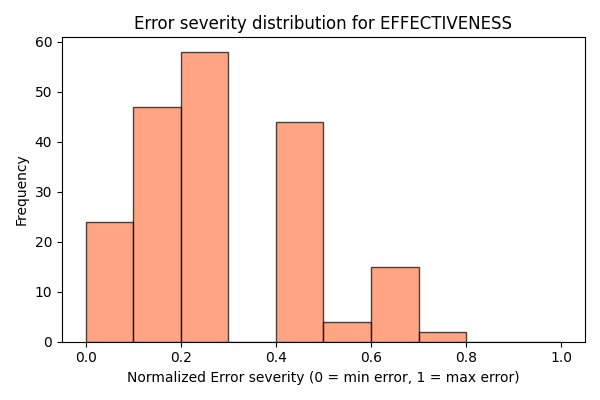 Error severity distribution for EFFECTIVENESS
60
50
40
30
20
10
0
Frequency
0.0 0.2 0.4 0.6 0.8 1.0
Normalized Error severity (0 = min error, 1 = max error)